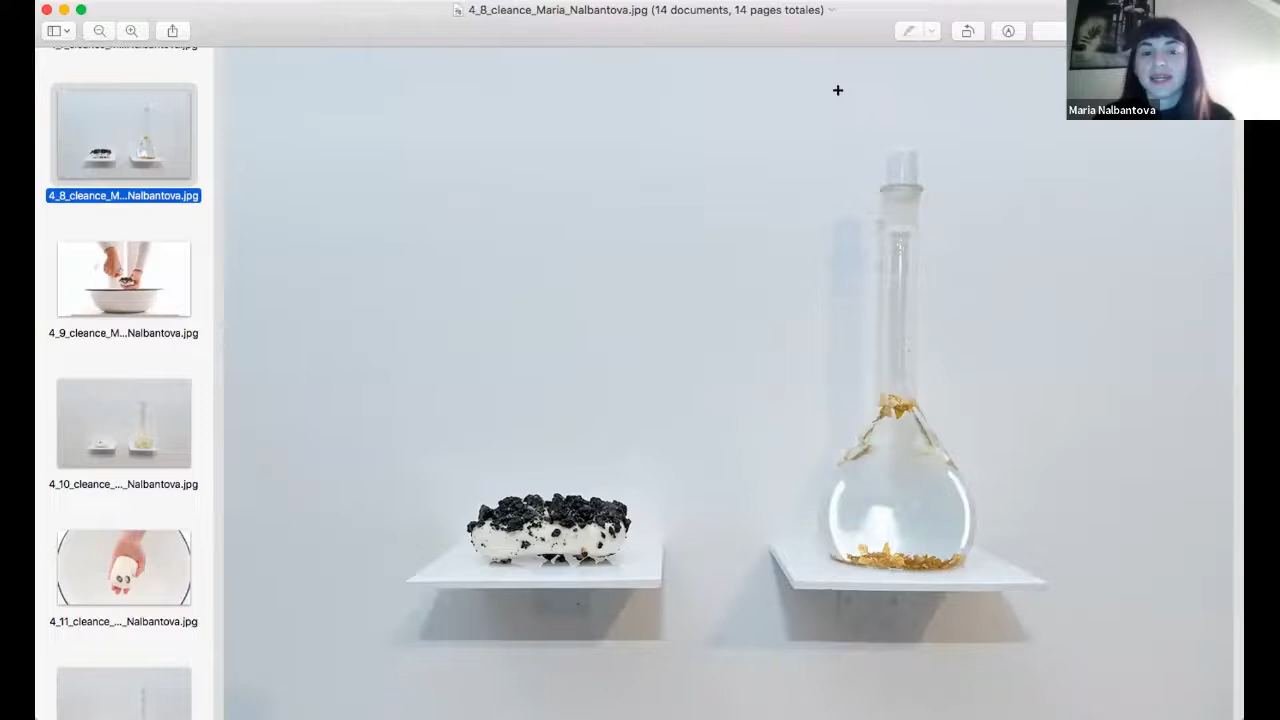 4_8_cleance_Maria_Nalbantova.jpg (14 documents, 14 pages totales)
Maria Nalbantova
4_8_cleance_M...Nalbantova.jpg
4_9_cleance_M...Nalbantova.jpg
4_10_cleance_..._Nalbantova.jpg
4_11_cleance_..._Nalbantova.jpg